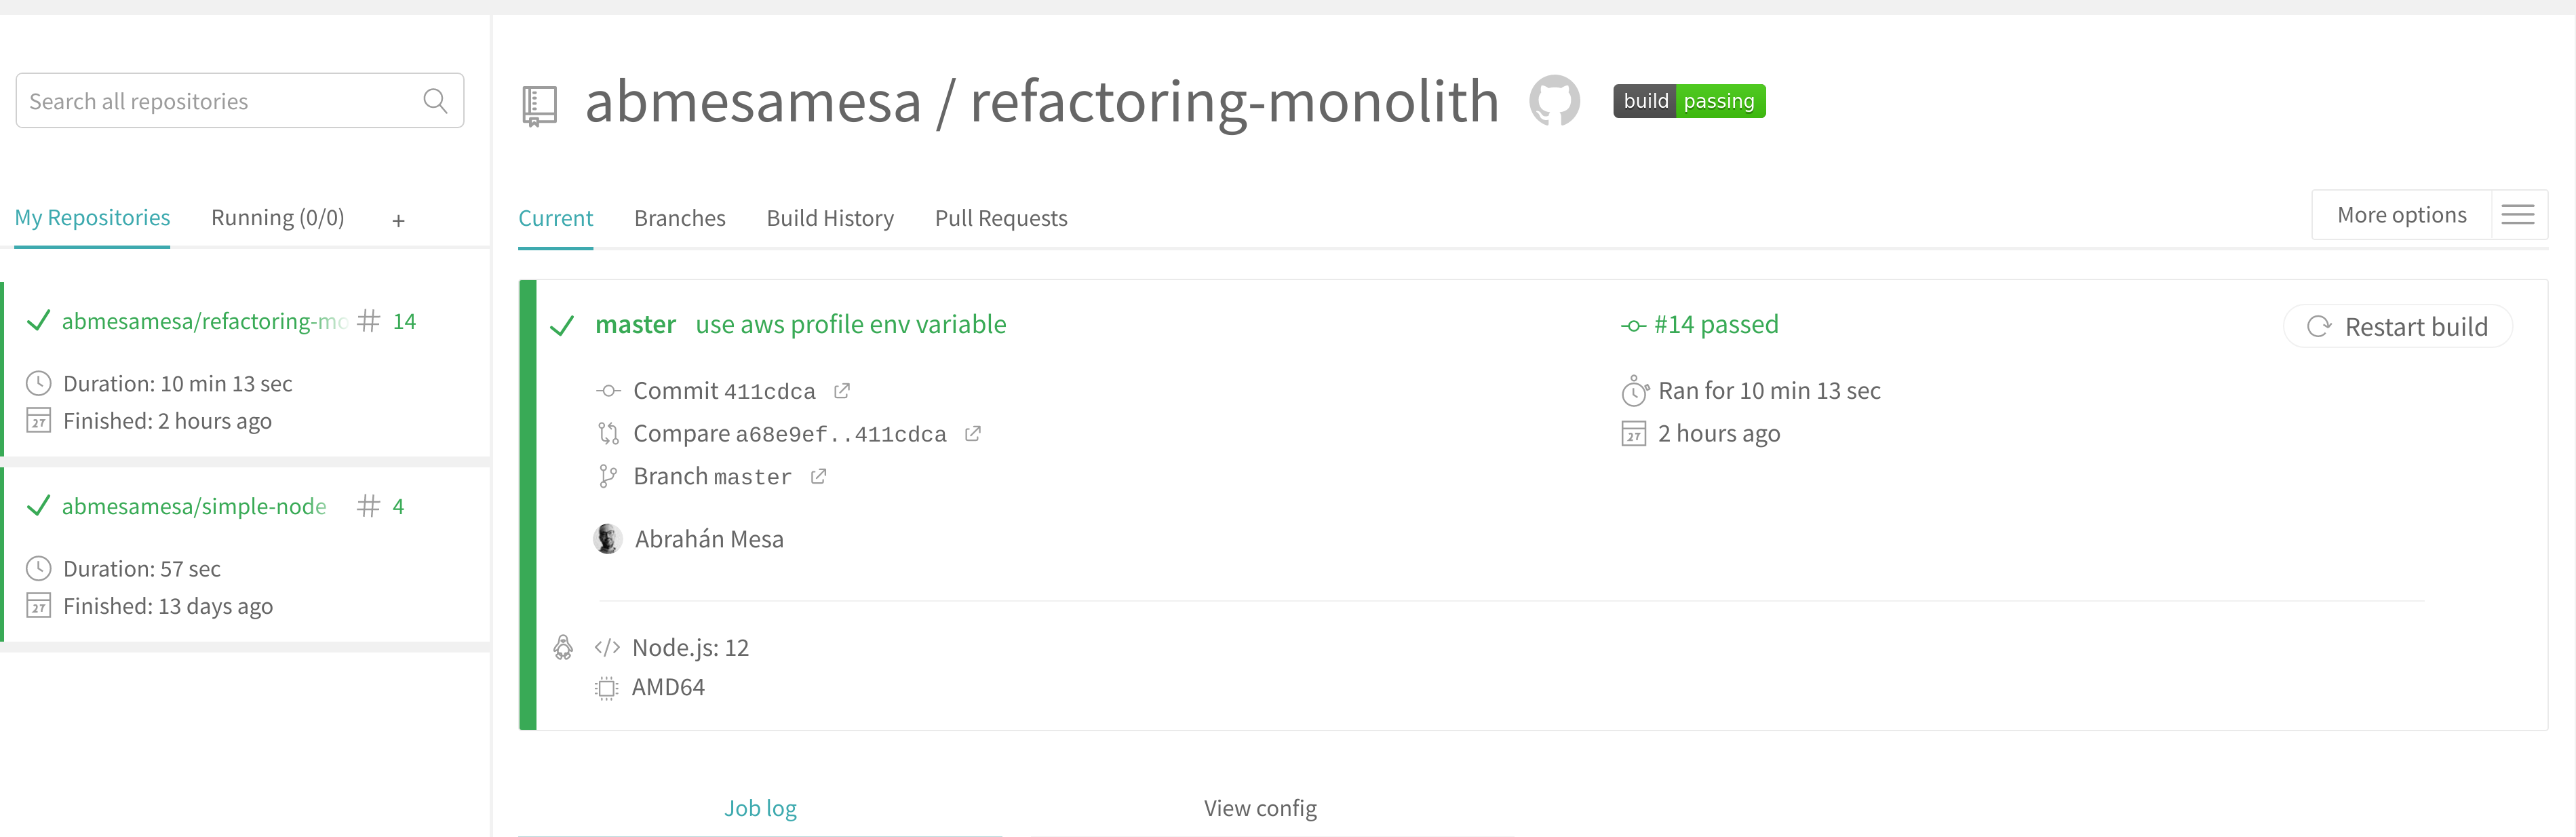 Search all repositories
My Repositories Running (0/0) +
abmesamesa/refactoring-mo # 14
Duration: 10 min 13 sec
27 Finished: 2 hours ago
abmesamesa/simple-node # 4
Duration: 57 sec
27 Finished: 13 days ago
abmesamesa / refactoring-monolith build passing
Current Branches Build History Pull Requests More options
master use aws profile env variable #14 passed Restart build
Commit 411cdca Ran for 10 min 13 sec
Compare a68e9ef..411cdca 27 2 hours ago
Branch master
Abrahán Mesa
</> Node.js: 12
AMD64
Job log View config